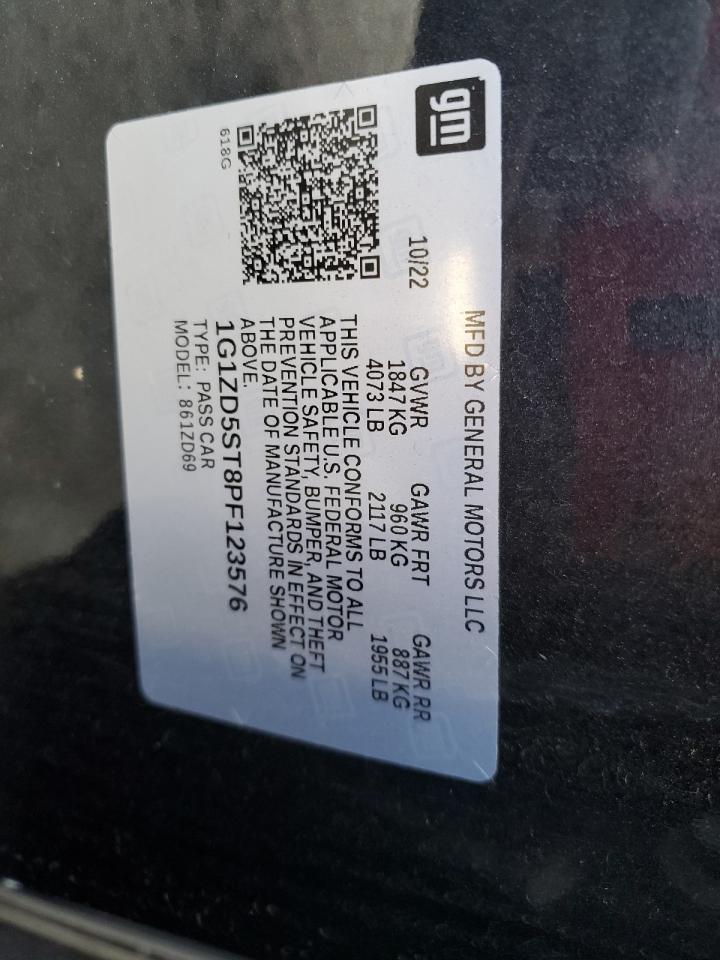 gm
MFD BY GENERAL MOTORS LLC
10/22
GVWR GAWR FRT GAWR RR
1847 KG 960 KG 887 KG
4073 LB 2117 LB 1955 LB
THIS VEHICLE CONFORMS TO ALL
APPLICABLE U.S. FEDERAL MOTOR
VEHICLE SAFETY, BUMPER, AND THEFT
PREVENTION STANDARDS IN EFFECT ON
THE DATE OF MANUFACTURE SHOWN
ABOVE.
1G1ZD5ST8PF123576
TYPE: PASS CAR
MODEL: 861ZD69
618G